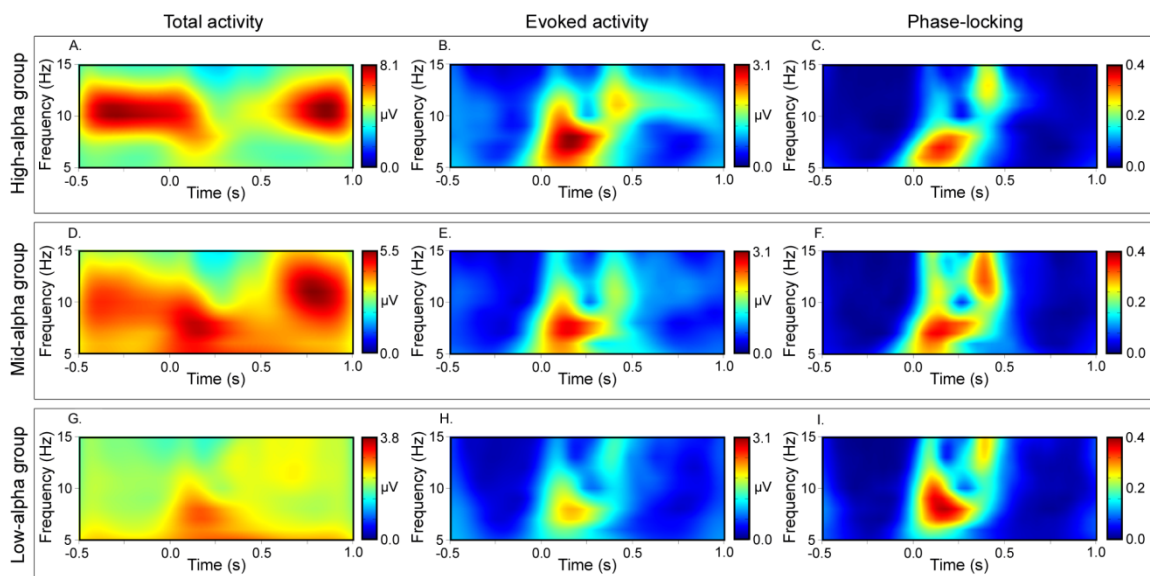 Total activity Evoked activity Phase-locking
High-alpha group
A. B. C.
Frequency (Hz) 15 10 5 8.1 µV 0.0
-0.5 0.0 0.5 1.0
Time (s)
Frequency (Hz) 15 10 5 3.1 µV 0.0
-0.5 0.0 0.5 1.0
Time (s)
Frequency (Hz) 15 10 5 0.4 0.2 0.0
-0.5 0.0 0.5 1.0
Time (s)
Mid-alpha group
D. E. F.
Frequency (Hz) 15 10 5 5.5 µV 0.0
-0.5 0.0 0.5 1.0
Time (s)
Frequency (Hz) 15 10 5 3.1 µV 0.0
-0.5 0.0 0.5 1.0
Time (s)
Frequency (Hz) 15 10 5 0.4 0.2 0.0
-0.5 0.0 0.5 1.0
Time (s)
Low-alpha group
G. H. I.
Frequency (Hz) 15 10 5 3.8 µV 0.0
-0.5 0.0 0.5 1.0
Time (s)
Frequency (Hz) 15 10 5 3.1 µV 0.0
-0.5 0.0 0.5 1.0
Time (s)
Frequency (Hz) 15 10 5 0.4 0.2 0.0
-0.5 0.0 0.5 1.0
Time (s)